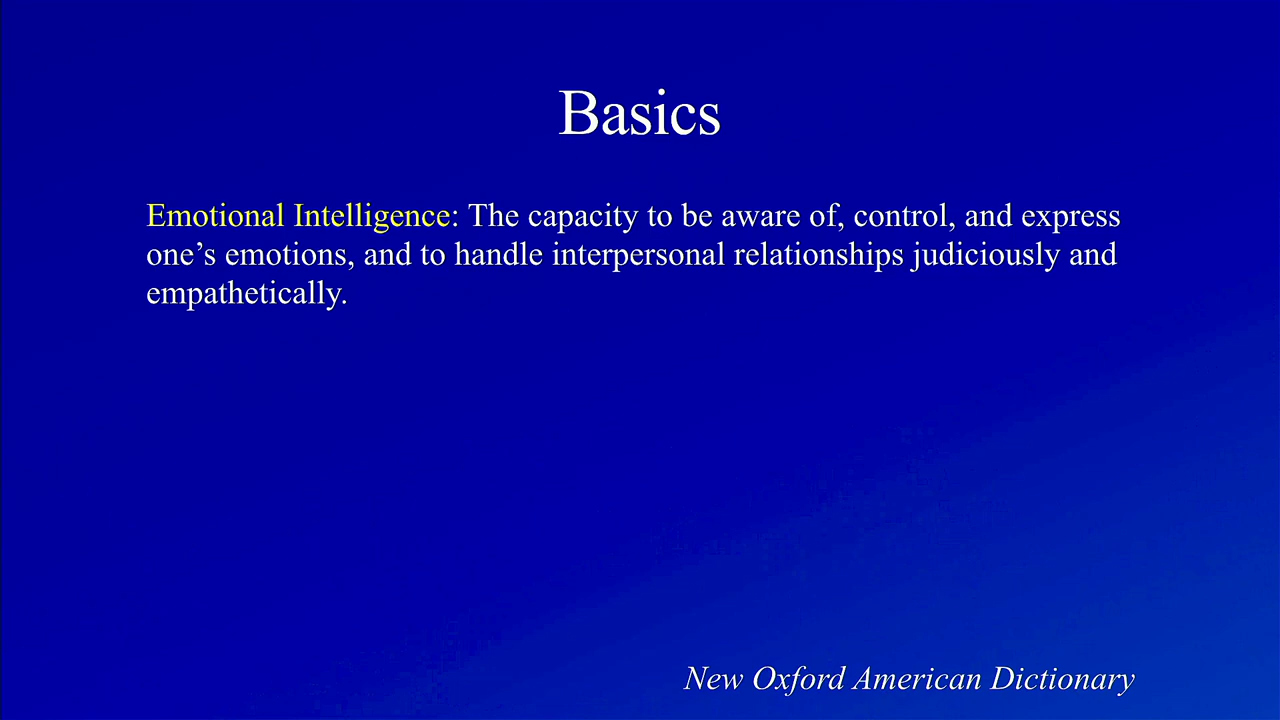 Basics
Emotional Intelligence: The capacity to be aware of, control, and express
one’s emotions, and to handle interpersonal relationships judiciously and
empathetically.
New Oxford American Dictionary